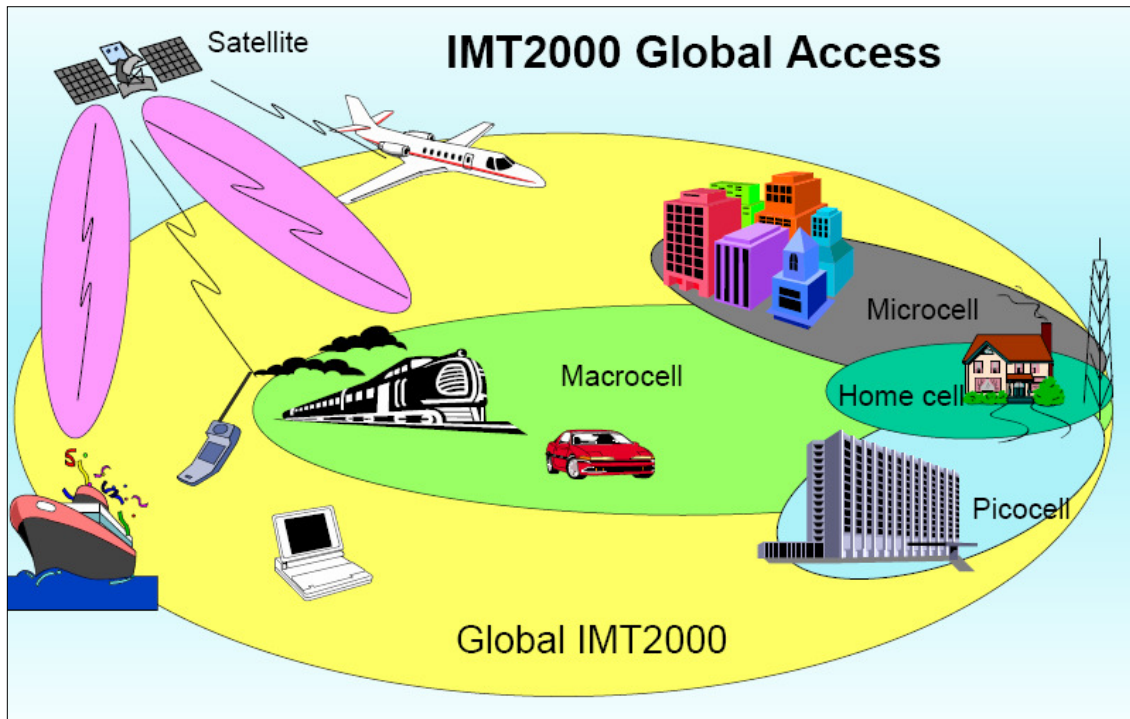 Satellite
IMT2000 Global Access
Microcell
Macrocell
Home cell
Picocell
Global IMT2000